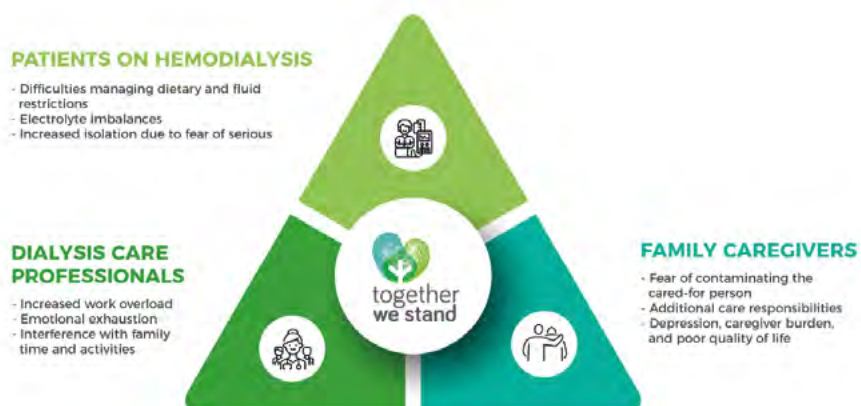 PATIENTS ON HEMODIALYSIS
- Difficulties managing dietary and fluid
restrictions
- Electrolyte imbalances
- Increased isolation due to fear of serious
DIALYSIS CARE
PROFESSIONALS
- Increased work overload
- Emotional exhaustion
- Interference with family
time and activities
together
we stand
FAMILY CAREGIVERS
- Fear of contaminating the
cared-for person
- Additional care responsibilities
- Depression, caregiver burden,
and poor quality of life